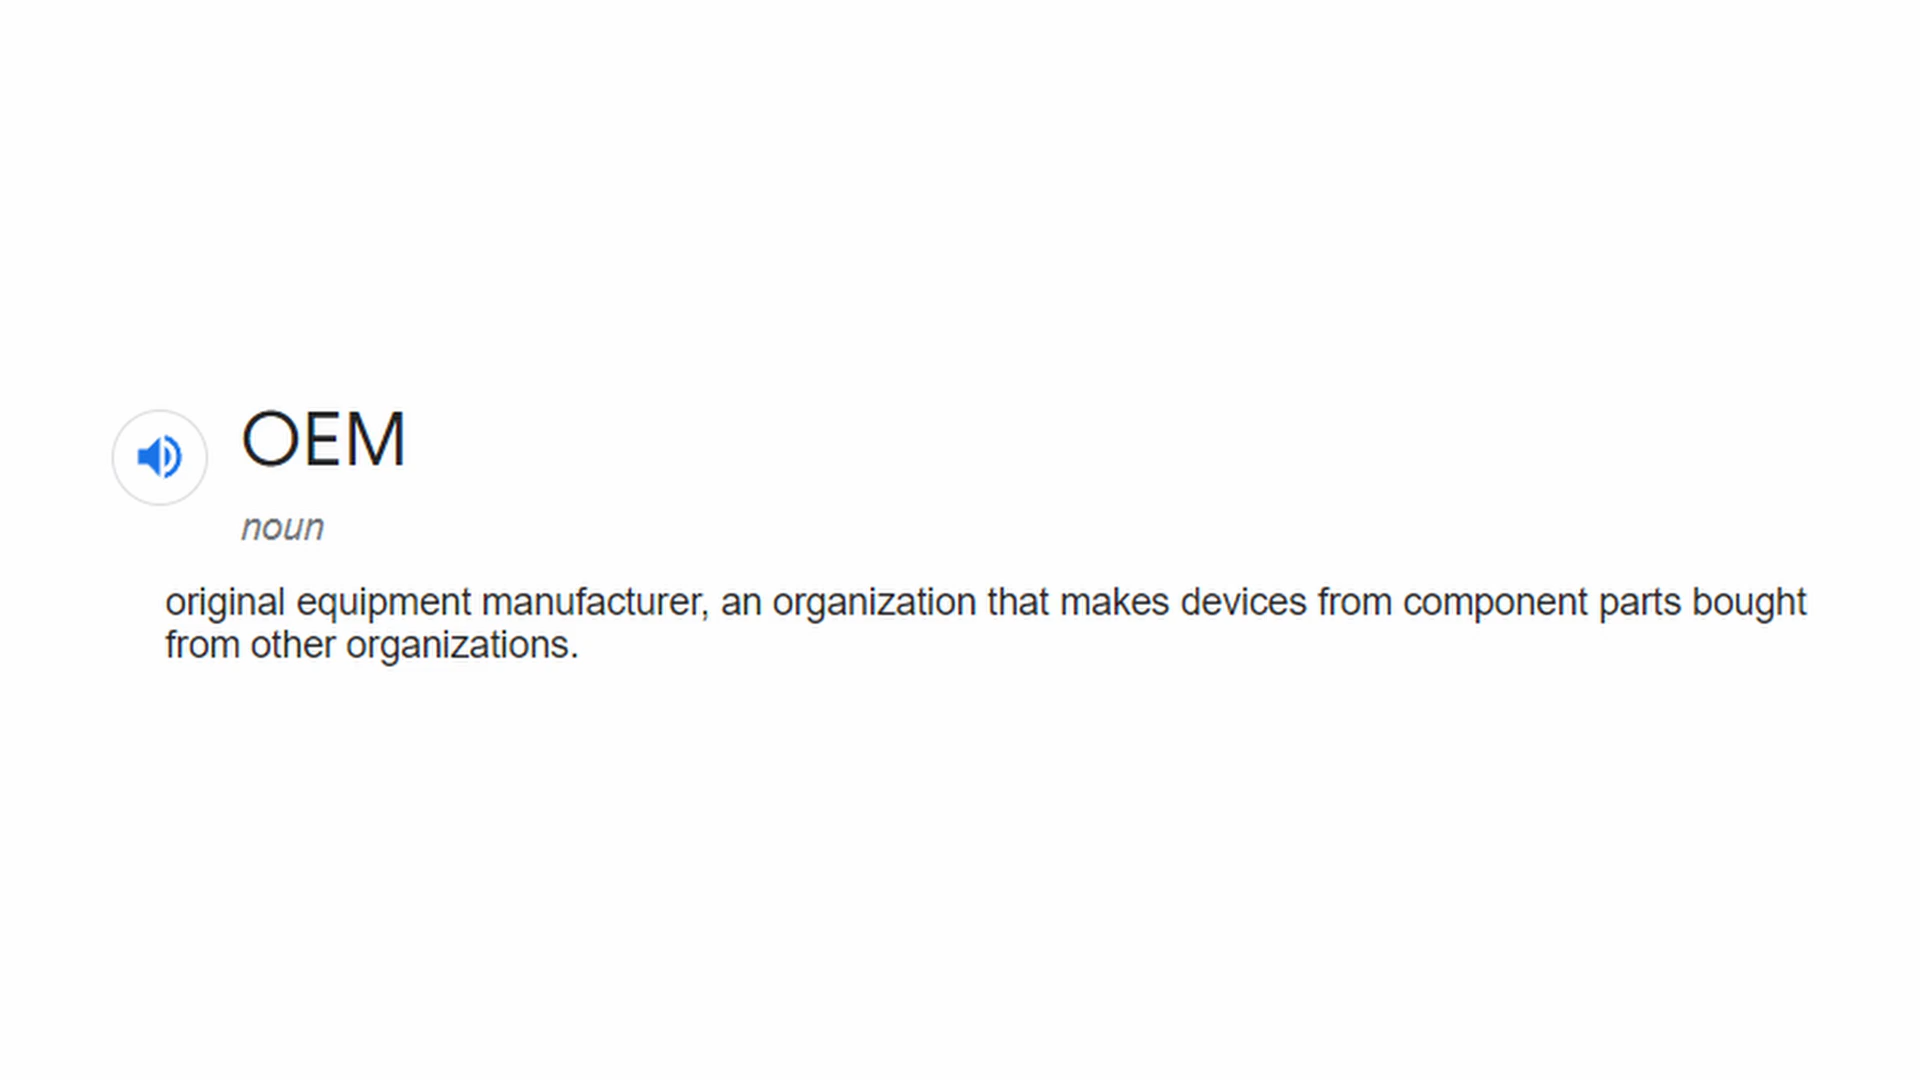 OEM
noun
original equipment manufacturer, an organization that makes devices from component parts bought
from other organizations.